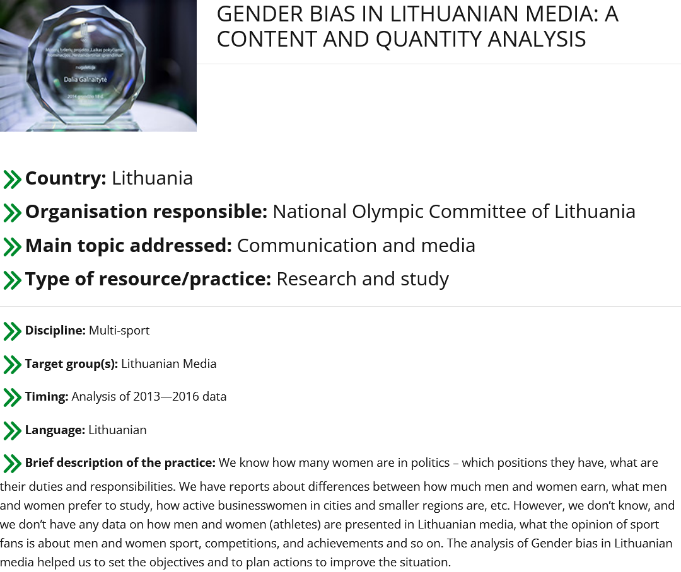 GENDER BIAS IN LITHUANIAN MEDIA: A
CONTENT AND QUANTITY ANALYSIS
Dalia Gainaitytė
Country: Lithuania
Organisation responsible: National Olympic Committee of Lithuania
Main topic addressed: Communication and media
Type of resource/practice: Research and study
Discipline: Multi-sport
Target group(s): Lithuanian Media
Timing: Analysis of 2013—2016 data
Language: Lithuanian
Brief description of the practice: We know how many women are in politics – which positions they have, what are
their duties and responsibilities. We have reports about differences between how much men and women earn, what men
and women prefer to study, how active businesswomen in cities and smaller regions are, etc. However, we don't know, and
we don't have any data on how men and women (athletes) are presented in Lithuanian media, what the opinion of sport
fans is about men and women sport, competitions, and achievements and so on. The analysis of Gender bias in Lithuanian
media helped us to set the objectives and to plan actions to improve the situation.